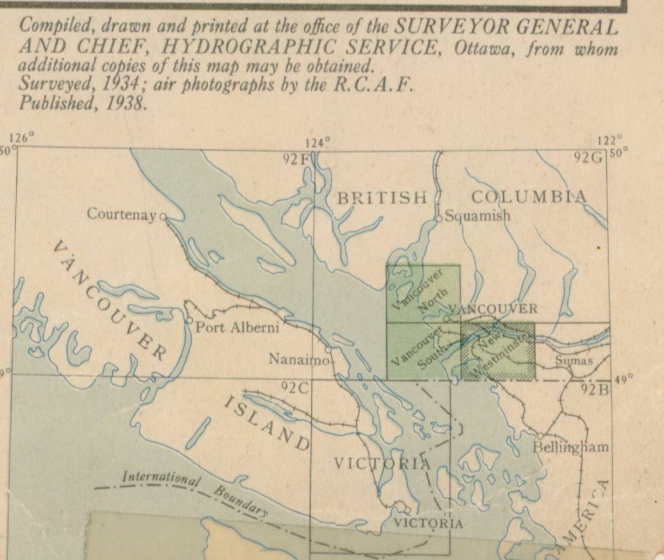 Compiled, drawn and printed at the office of the SURVEYOR GENERAL
AND CHIEF, HYDROGRAPHIC SERVICE, Ottawa, from whom
additional copies of this map may be obtained.
Surveyed, 1934; air photographs by the R.C.A.F.
Published, 1938.
126°
124°
122°
50°
92F
92G
50°
BRITISH COLUMBIA
Courtenay
Squamish
VANCOUVER
Vancouver
North
VANCOUVER
Port Alberni
Vancouver
South
New
Westminster
Nanaimo
Sumas
9°
92C
92B
49°
ISLAND
Bellingham
VICTORIA
International Boundary
VICTORIA
AMERICA